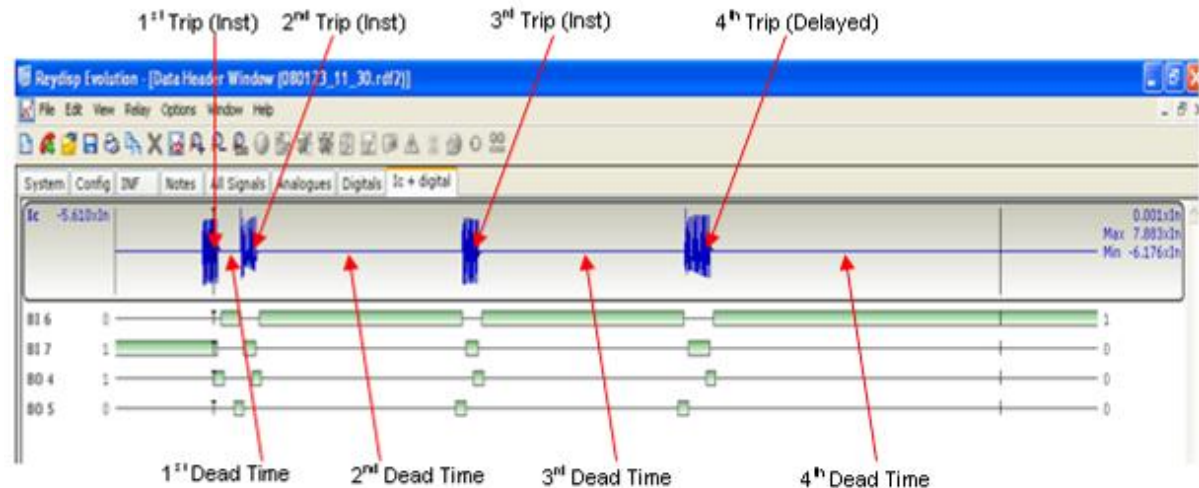 1st Trip (Inst) 2nd Trip (Inst) 3rd Trip (Inst) 4th Trip (Delayed)
Reydisp Evolution - [Data Header Window (080123_11_30.rdf2)]
File Edit View Relay Options Window Help
System Config INF Notes All Signals Analogues Digitals Ic + digital
Ic -5.610xIn 0.001xIn
Max 7.883xIn
Min -6.176xIn
BI 6 0 1
BI 7 1 0
BO 4 1 0
BO 5 0 0
1st Dead Time 2nd Dead Time 3rd Dead Time 4th Dead Time